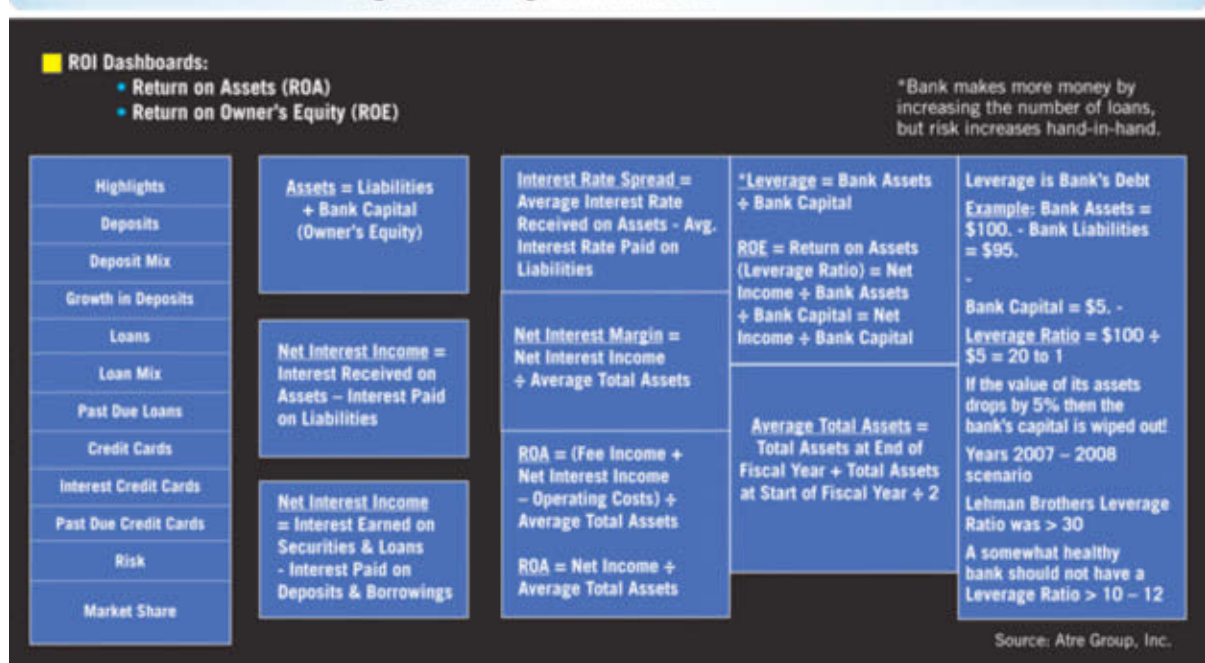 ROI Dashboards:
• Return on Assets (ROA)
• Return on Owner's Equity (ROE)
*Bank makes more money by
increasing the number of loans,
but risk increases hand-in-hand.
Highlights
Deposits
Deposit Mix
Growth in Deposits
Loans
Loan Mix
Past Due Loans
Credit Cards
Interest Credit Cards
Past Due Credit Cards
Risk
Market Share
Assets = Liabilities
+ Bank Capital
(Owner's Equity)
Net Interest Income =
Interest Received on
Assets – Interest Paid
on Liabilities
Net Interest Income
= Interest Earned on
Securities & Loans
- Interest Paid on
Deposits & Borrowings
Interest Rate Spread =
Average Interest Rate
Received on Assets - Avg.
Interest Rate Paid on
Liabilities
Net Interest Margin =
Net Interest Income
÷ Average Total Assets
ROA = (Fee Income +
Net Interest Income
– Operating Costs) ÷
Average Total Assets
ROA = Net Income ÷
Average Total Assets
*Leverage = Bank Assets
÷ Bank Capital
ROE = Return on Assets
(Leverage Ratio) = Net
Income ÷ Bank Assets
÷ Bank Capital = Net
Income ÷ Bank Capital
Average Total Assets =
Total Assets at End of
Fiscal Year + Total Assets
at Start of Fiscal Year ÷ 2
Leverage is Bank's Debt
Example: Bank Assets =
$100. - Bank Liabilities
= $95.
-
Bank Capital = $5. -
Leverage Ratio = $100 ÷
$5 = 20 to 1
If the value of its assets
drops by 5% then the
bank's capital is wiped out!
Years 2007 – 2008
scenario
Lehman Brothers Leverage
Ratio was > 30
A somewhat healthy
bank should not have a
Leverage Ratio > 10 – 12
Source: Atre Group, Inc.